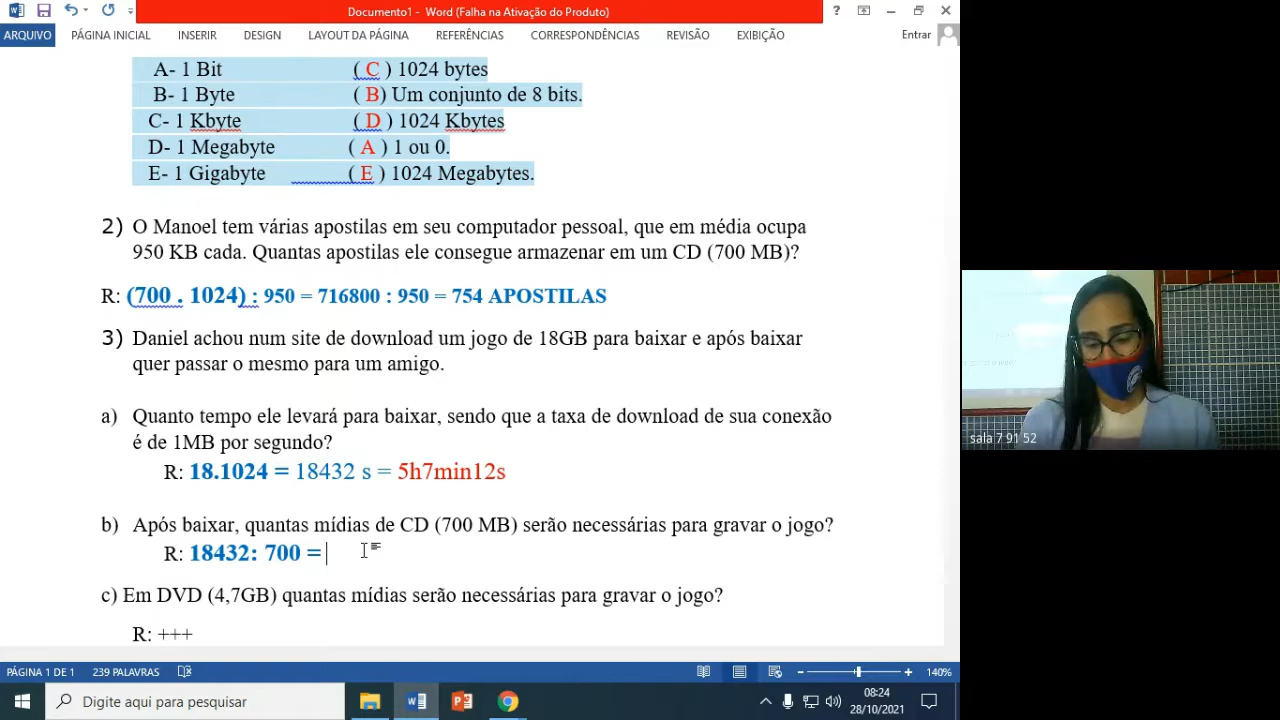 Documento1 - Word (Falha na Ativação do Produto)
ARQUIVO PÁGINA INICIAL INSERIR DESIGN LAYOUT DA PÁGINA REFERÊNCIAS CORRESPONDÊNCIAS REVISÃO EXIBIÇÃO Entrar
A- 1 Bit ( C ) 1024 bytes
B- 1 Byte ( B) Um conjunto de 8 bits.
C- 1 Kbyte ( D ) 1024 Kbytes
D- 1 Megabyte ( A ) 1 ou 0.
E- 1 Gigabyte ( E ) 1024 Megabytes.
2) O Manoel tem várias apostilas em seu computador pessoal, que em média ocupa
950 KB cada. Quantas apostilas ele consegue armazenar em um CD (700 MB)?
R: (700 . 1024) : 950 = 716800 : 950 = 754 APOSTILAS
3) Daniel achou num site de download um jogo de 18GB para baixar e após baixar
quer passar o mesmo para um amigo.
a) Quanto tempo ele levará para baixar, sendo que a taxa de download de sua conexão
é de 1MB por segundo?
R: 18.1024 = 18432 s = 5h7min12s
b) Após baixar, quantas mídias de CD (700 MB) serão necessárias para gravar o jogo?
R: 18432: 700 =
c) Em DVD (4,7GB) quantas mídias serão necessárias para gravar o jogo?
R: +++
sala 7 91 52
PÁGINA 1 DE 1 239 PALAVRAS 140%
Digite aqui para pesquisar
08:24
28/10/2021